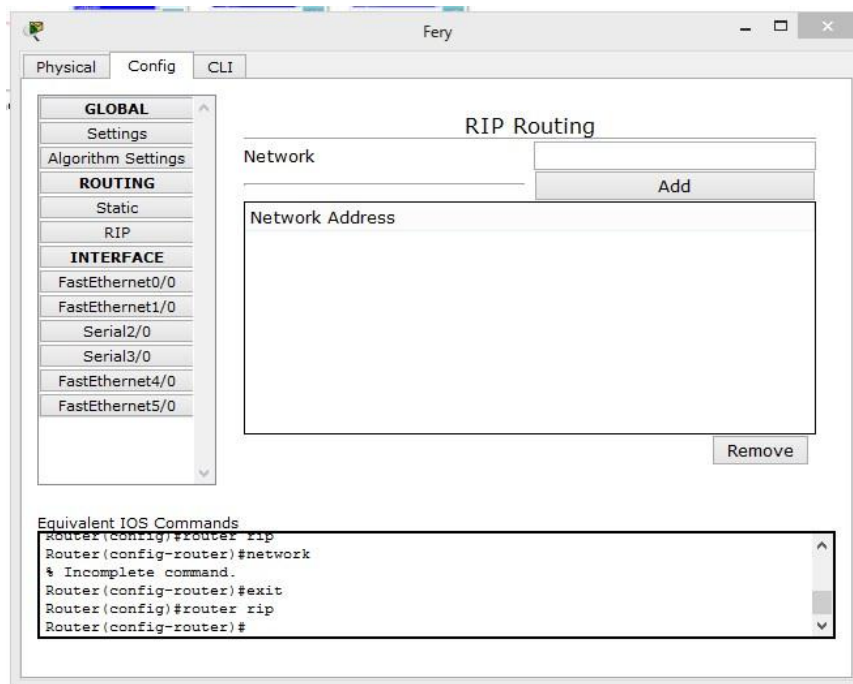 Fery
Physical
Config
CLI
GLOBAL
Settings
Algorithm Settings
ROUTING
Static
RIP
INTERFACE
FastEthernet0/0
FastEthernet1/0
Serial2/0
Serial3/0
FastEthernet4/0
FastEthernet5/0
RIP Routing
Network
Add
Network Address
Remove
Equivalent IOS Commands
Router(config)#router rip
Router(config-router)#network
% Incomplete command.
Router(config-router)#exit
Router(config)#router rip
Router(config-router)#